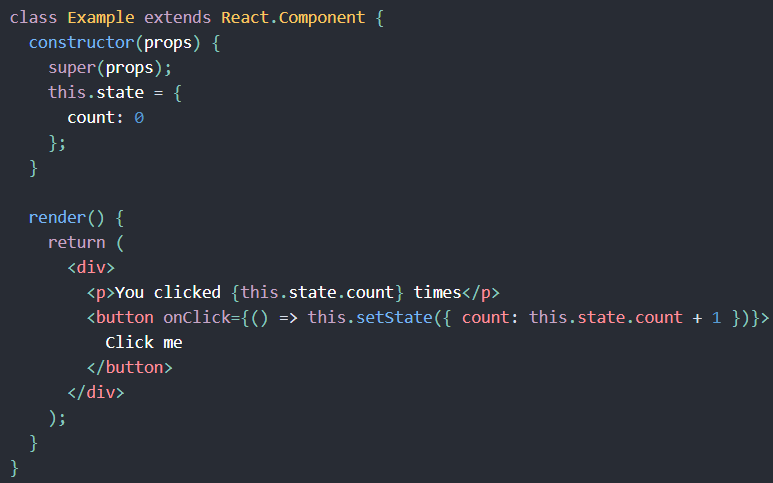 class Example extends React.Component {
  constructor(props) {
    super(props);
    this.state = {
      count: 0
    };
  }

  render() {
    return (
      <div>
        <p>You clicked {this.state.count} times</p>
        <button onClick={() => this.setState({ count: this.state.count + 1 })}>
          Click me
        </button>
      </div>
    );
  }
}